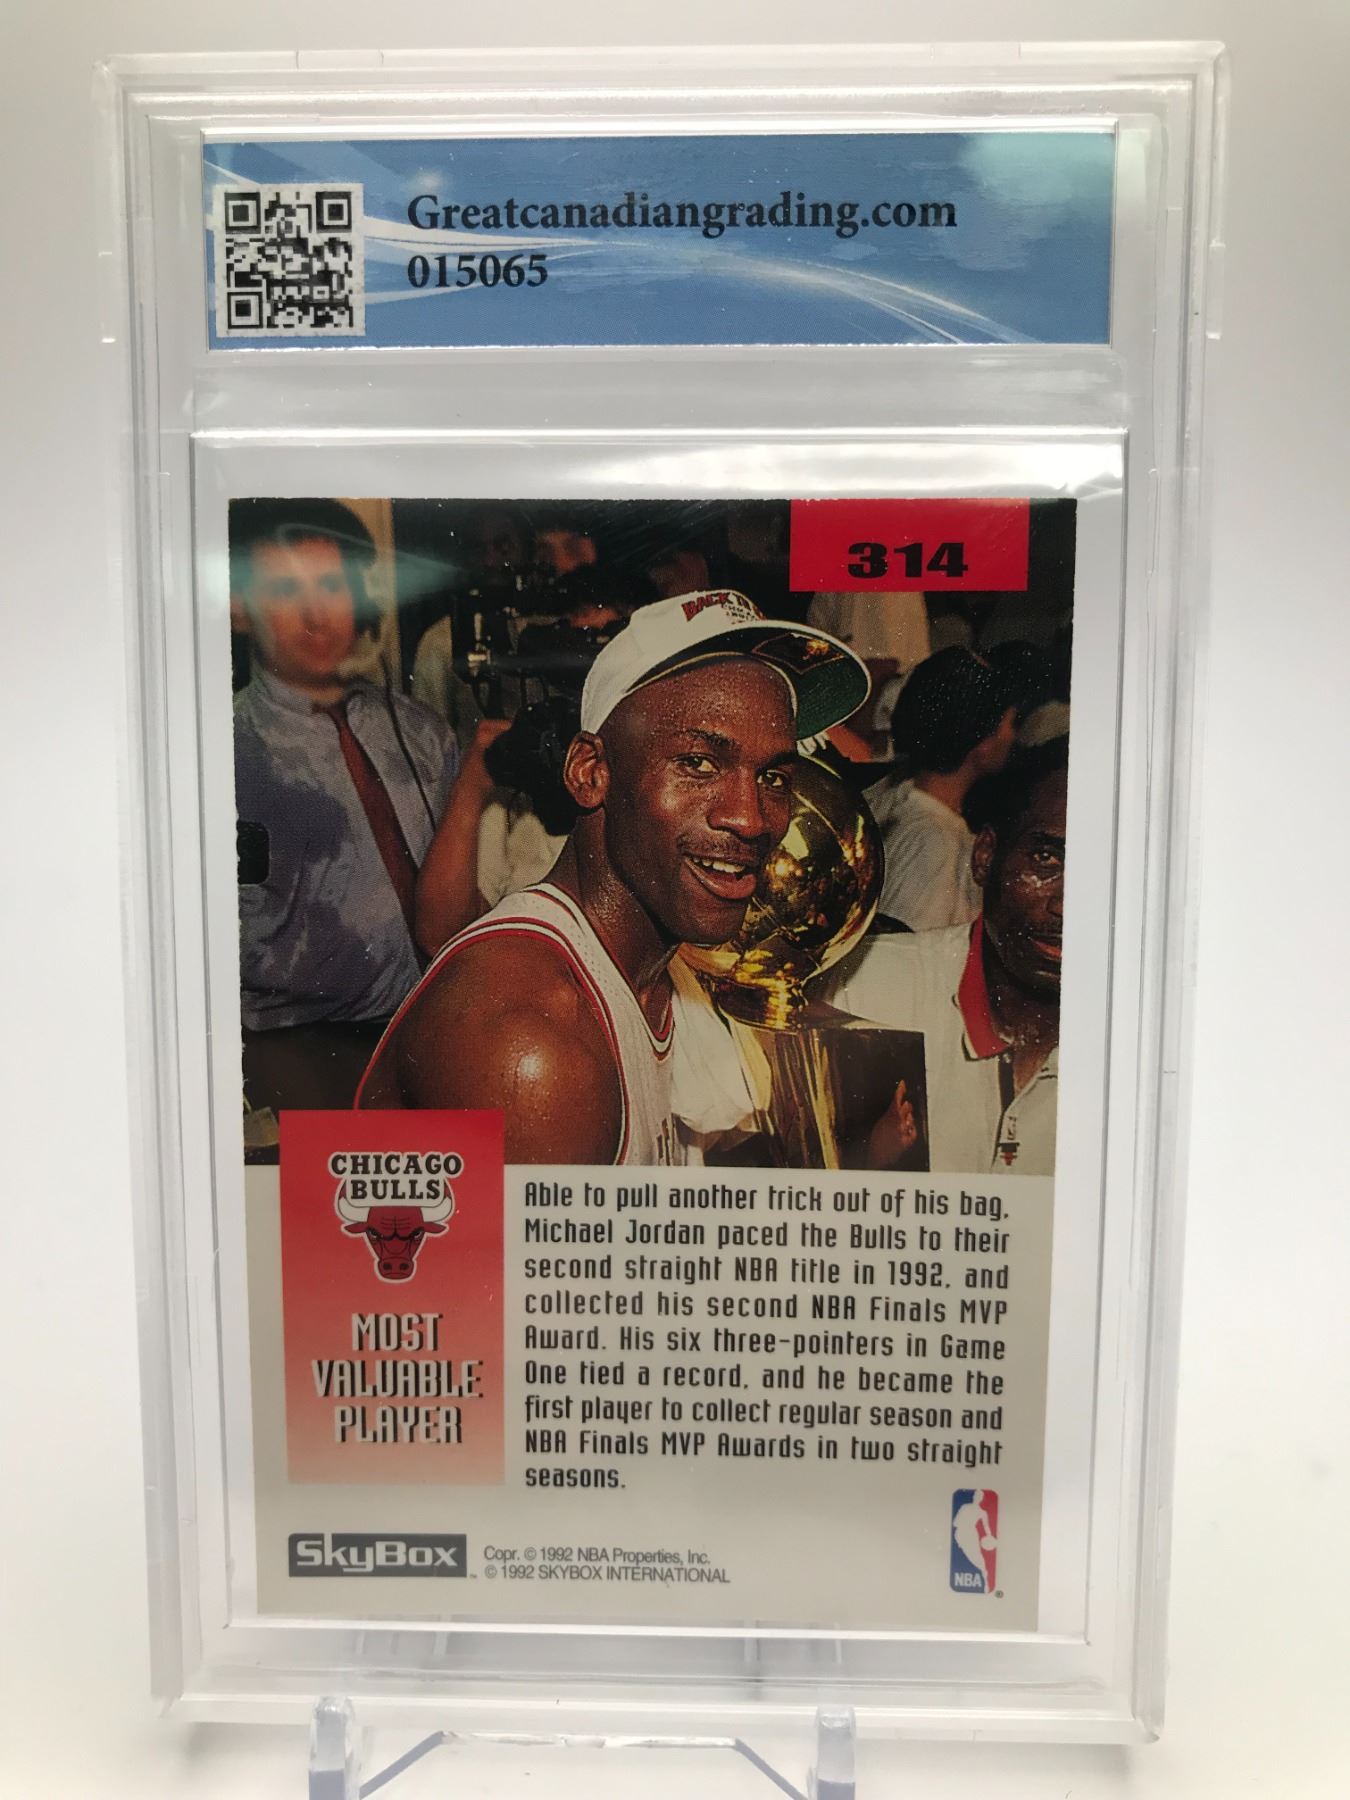 Greatcanadiangrading.com
015065
314
BACK
CHICAGO
BULLS
MOST
VALUABLE
PLAYER
Able to pull another trick out of his bag,
Michael Jordan paced the Bulls to their
second straight NBA title in 1992, and
collected his second NBA Finals MVP
Award. His six three-pointers in Game
One tied a record, and he became the
first player to collect regular season and
NBA Finals MVP Awards in two straight
seasons.
SkyBox™
Copr. © 1992 NBA Properties, Inc.
© 1992 SKYBOX INTERNATIONAL
NBA®